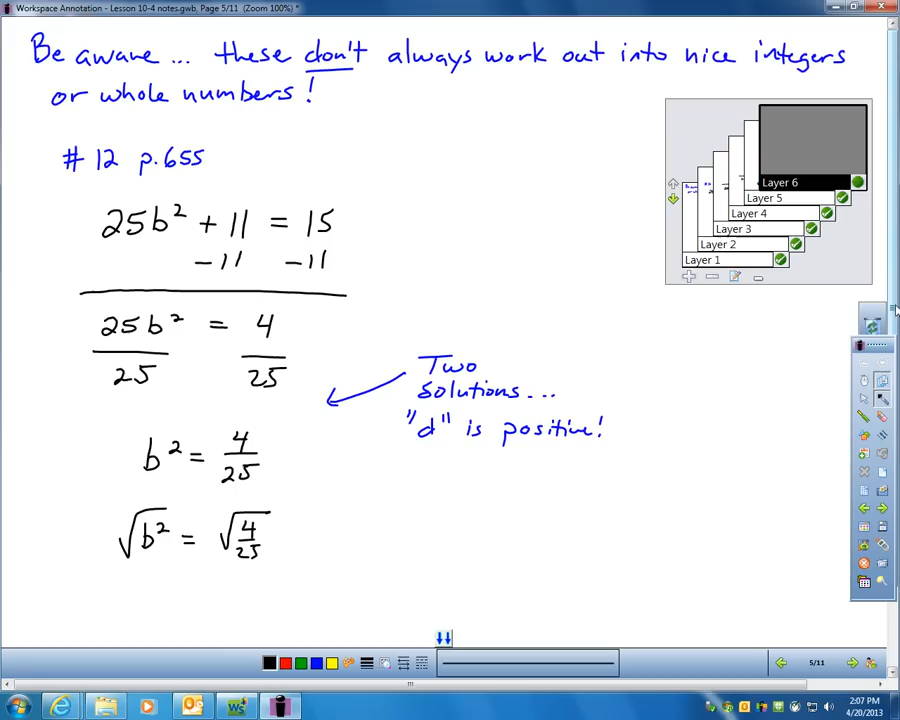 Workspace Annotation - Lesson 10-4 notes.gwb, Page 5/11 (Zoom 100%) *
Be aware ... these don't always work out into nice integers
or whole numbers!
# 12 p.655
25b² + 11 = 15
-11 -11
25b² = 4
25 25
b² = 4/25
√b² = √4/25
Two
solutions...
"d" is positive!
Layer 6
Layer 5
Layer 4
Layer 3
Layer 2
Layer 1
5/11
2:07 PM
4/20/2013